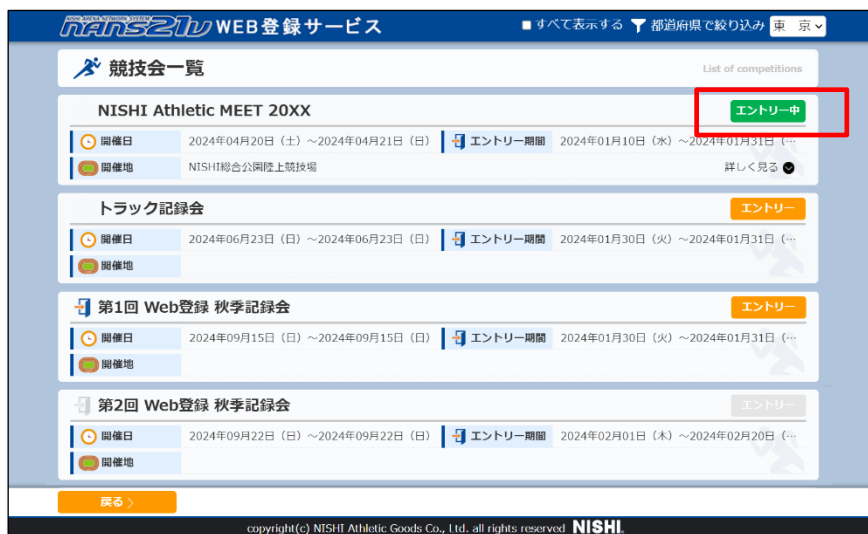 NISHI ARENA NETWORK SYSTEM
NANS21V WEB登録サービス ■ すべて表示する 都道府県で絞り込み 東 京
競技会一覧 List of competitions
NISHI Athletic MEET 20XX エントリー中
開催日 2024年04月20日（土）～2024年04月21日（日） エントリー期間 2024年01月10日（水）～2024年01月31日（…
開催地 NISHI総合公園陸上競技場 詳しく見る
トラック記録会 エントリー
開催日 2024年06月23日（日）～2024年06月23日（日） エントリー期間 2024年01月30日（火）～2024年01月31日（…
開催地
第1回 Web登録 秋季記録会 エントリー
開催日 2024年09月15日（日）～2024年09月15日（日） エントリー期間 2024年01月30日（火）～2024年01月31日（…
開催地
第2回 Web登録 秋季記録会 エントリー
開催日 2024年09月22日（日）～2024年09月22日（日） エントリー期間 2024年02月01日（木）～2024年02月20日（…
開催地
戻る 〉
copyright(c) NISHI Athletic Goods Co., Ltd. all rights reserved NISHI.